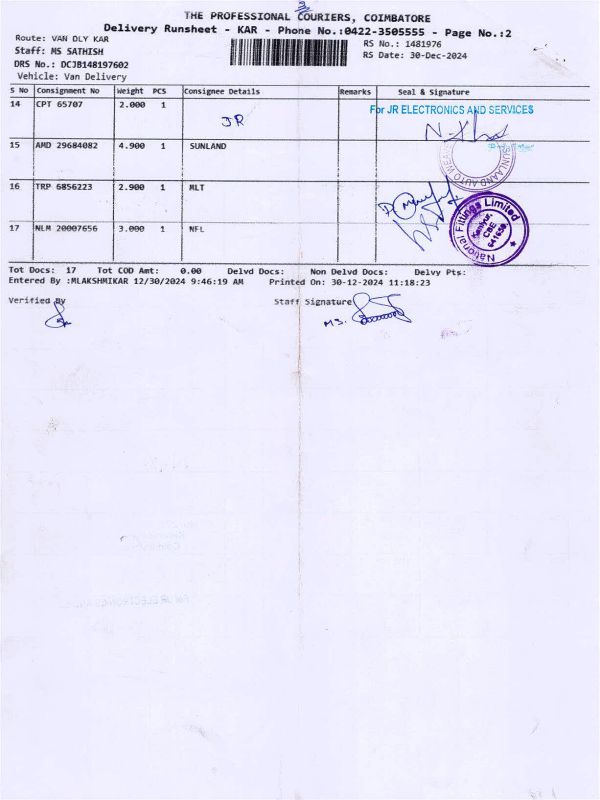 THE PROFESSIONAL COURIERS, COIMBATORE
Delivery Runsheet - KAR - Phone No.:0422-3505555 - Page No.:2
Route: VAN DLY KAR
RS No.: 1481976
Staff: MS SATHISH
RS Date: 30-Dec-2024
DRS No.: DCJB148197602
Vehicle: Van Delivery
S No Consignment No Weight PCS Consignee Details Remarks Seal & Signature
14 CPT 65707 2.000 1 JR For JR ELECTRONICS AND SERVICES
15 AMD 29684082 4.900 1 SUNLAND
SUNLAND AUTO WEA
16 TRP 6856223 2.900 1 MLT
17 NLM 20007656 3.000 1 NFL
National Fittings Limited
Kaniyur,
CBE
641659
Tot Docs: 17 Tot COD Amt: 0.00 Delvd Docs: Non Delvd Docs: Delvy Pts:
Entered By :MLAKSHMIKAR 12/30/2024 9:46:19 AM Printed On: 30-12-2024 11:18:23
Verified By Staff Signature
MS.